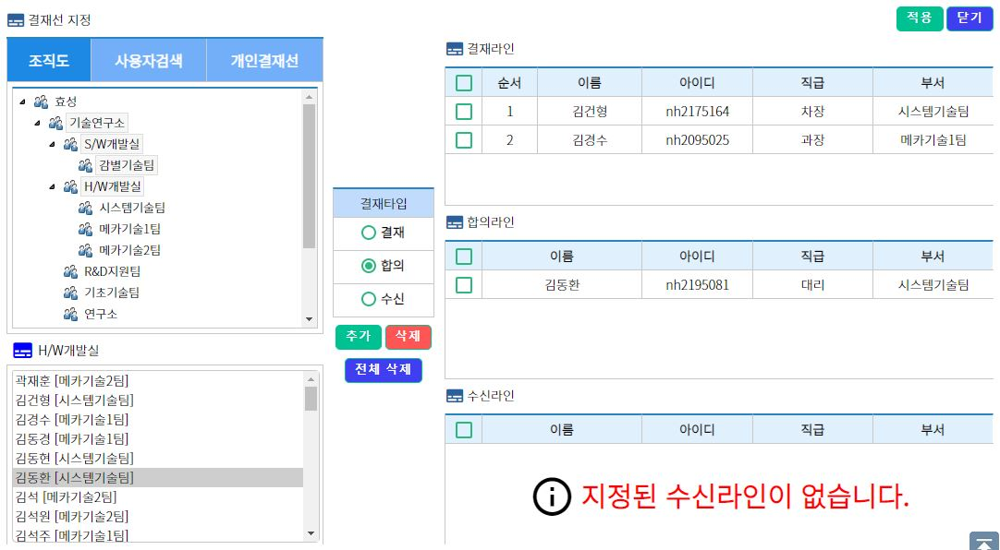 결재선 지정
적용 닫기
조직도 사용자검색 개인결재선
효성
기술연구소
S/W개발실
감별기술팀
H/W개발실
시스템기술팀
메카기술1팀
메카기술2팀
R&D지원팀
기초기술팀
연구소
H/W개발실
곽재훈 [메카기술2팀]
김건형 [시스템기술팀]
김경수 [메카기술1팀]
김동경 [메카기술1팀]
김동현 [시스템기술팀]
김동환 [시스템기술팀]
김석 [메카기술2팀]
김석원 [메카기술2팀]
김석주 [메카기술1팀]
결재타입
결재
합의
수신
추가 삭제
전체 삭제
결재라인
순서 이름 아이디 직급 부서
1 김건형 nh2175164 차장 시스템기술팀
2 김경수 nh2095025 과장 메카기술1팀
합의라인
이름 아이디 직급 부서
김동환 nh2195081 대리 시스템기술팀
수신라인
이름 아이디 직급 부서
지정된 수신라인이 없습니다.